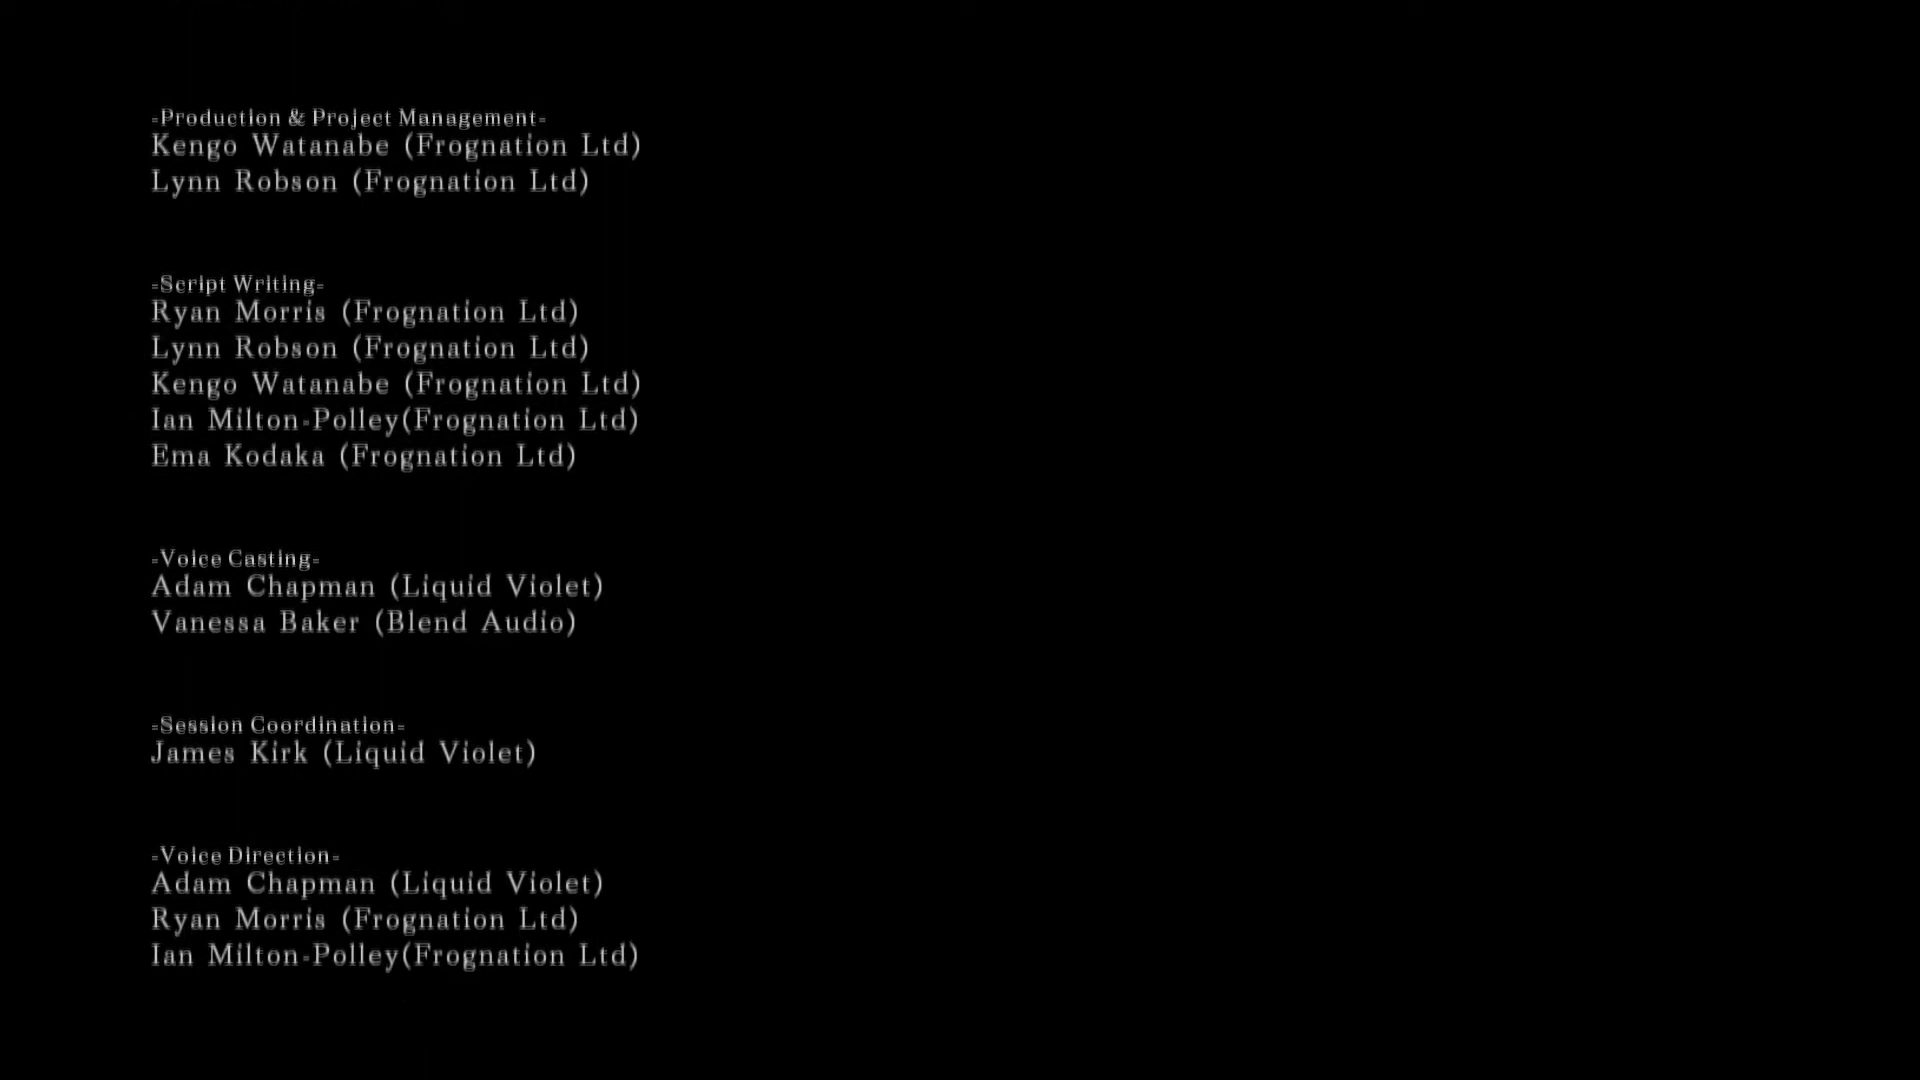 -Production & Project Management-
Kengo Watanabe (Frognation Ltd)
Lynn Robson (Frognation Ltd)
-Script Writing-
Ryan Morris (Frognation Ltd)
Lynn Robson (Frognation Ltd)
Kengo Watanabe (Frognation Ltd)
Ian Milton-Polley(Frognation Ltd)
Ema Kodaka (Frognation Ltd)
-Voice Casting-
Adam Chapman (Liquid Violet)
Vanessa Baker (Blend Audio)
-Session Coordination-
James Kirk (Liquid Violet)
-Voice Direction-
Adam Chapman (Liquid Violet)
Ryan Morris (Frognation Ltd)
Ian Milton-Polley(Frognation Ltd)